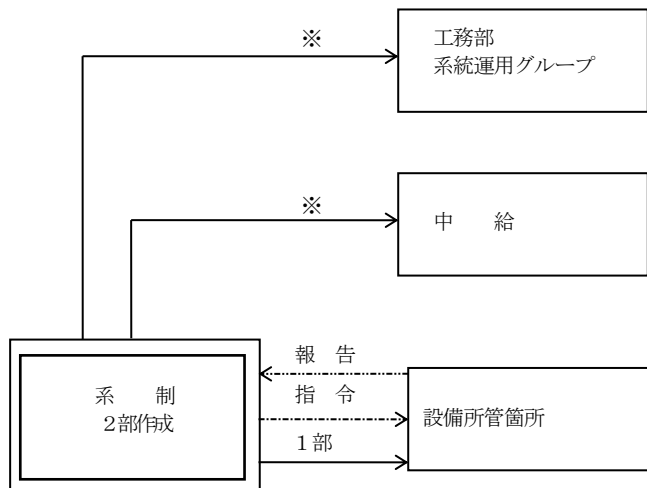 ※
工務部
系統運用グループ
※
中　　給
報　告
系　　制
２部作成
指　令
設備所管箇所
１部